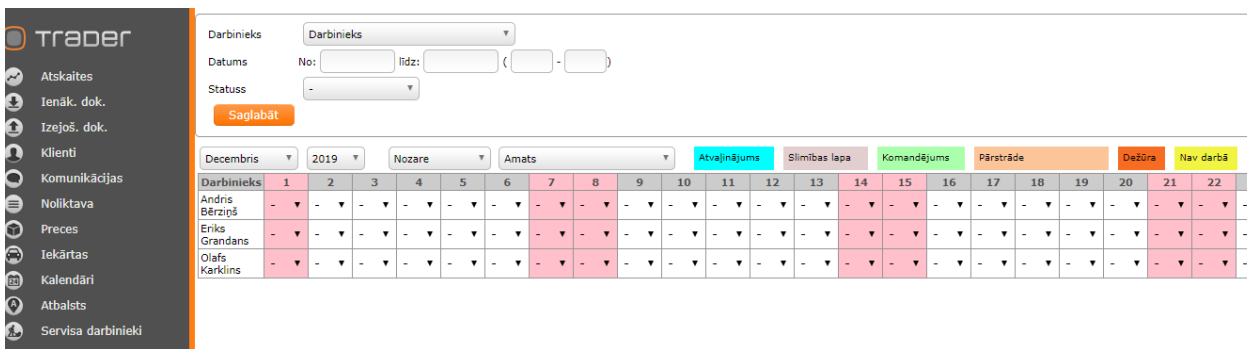 TRADER
Atskaites
Ienāk. dok.
Izejoš. dok.
Klienti
Komunikācijas
Noliktava
Preces
Iekārtas
Kalendāri
Atbalsts
Servisa darbinieki
Darbinieks Darbinieks
Datums No: līdz: ( - )
Statuss -
Saglabāt
Decembris 2019 Nozare Amats Atvaļinājums Slimības lapa Komandējums Pārstrāde Dežūra Nav darbā
Darbinieks 1 2 3 4 5 6 7 8 9 10 11 12 13 14 15 16 17 18 19 20 21 22
Andris
Bērziņš - - - - - - - - - - - - - - - - - - - - - - -
Eriks
Grandans - - - - - - - - - - - - - - - - - - - - - - -
Olafs
Karklins - - - - - - - - - - - - - - - - - - - - - - -